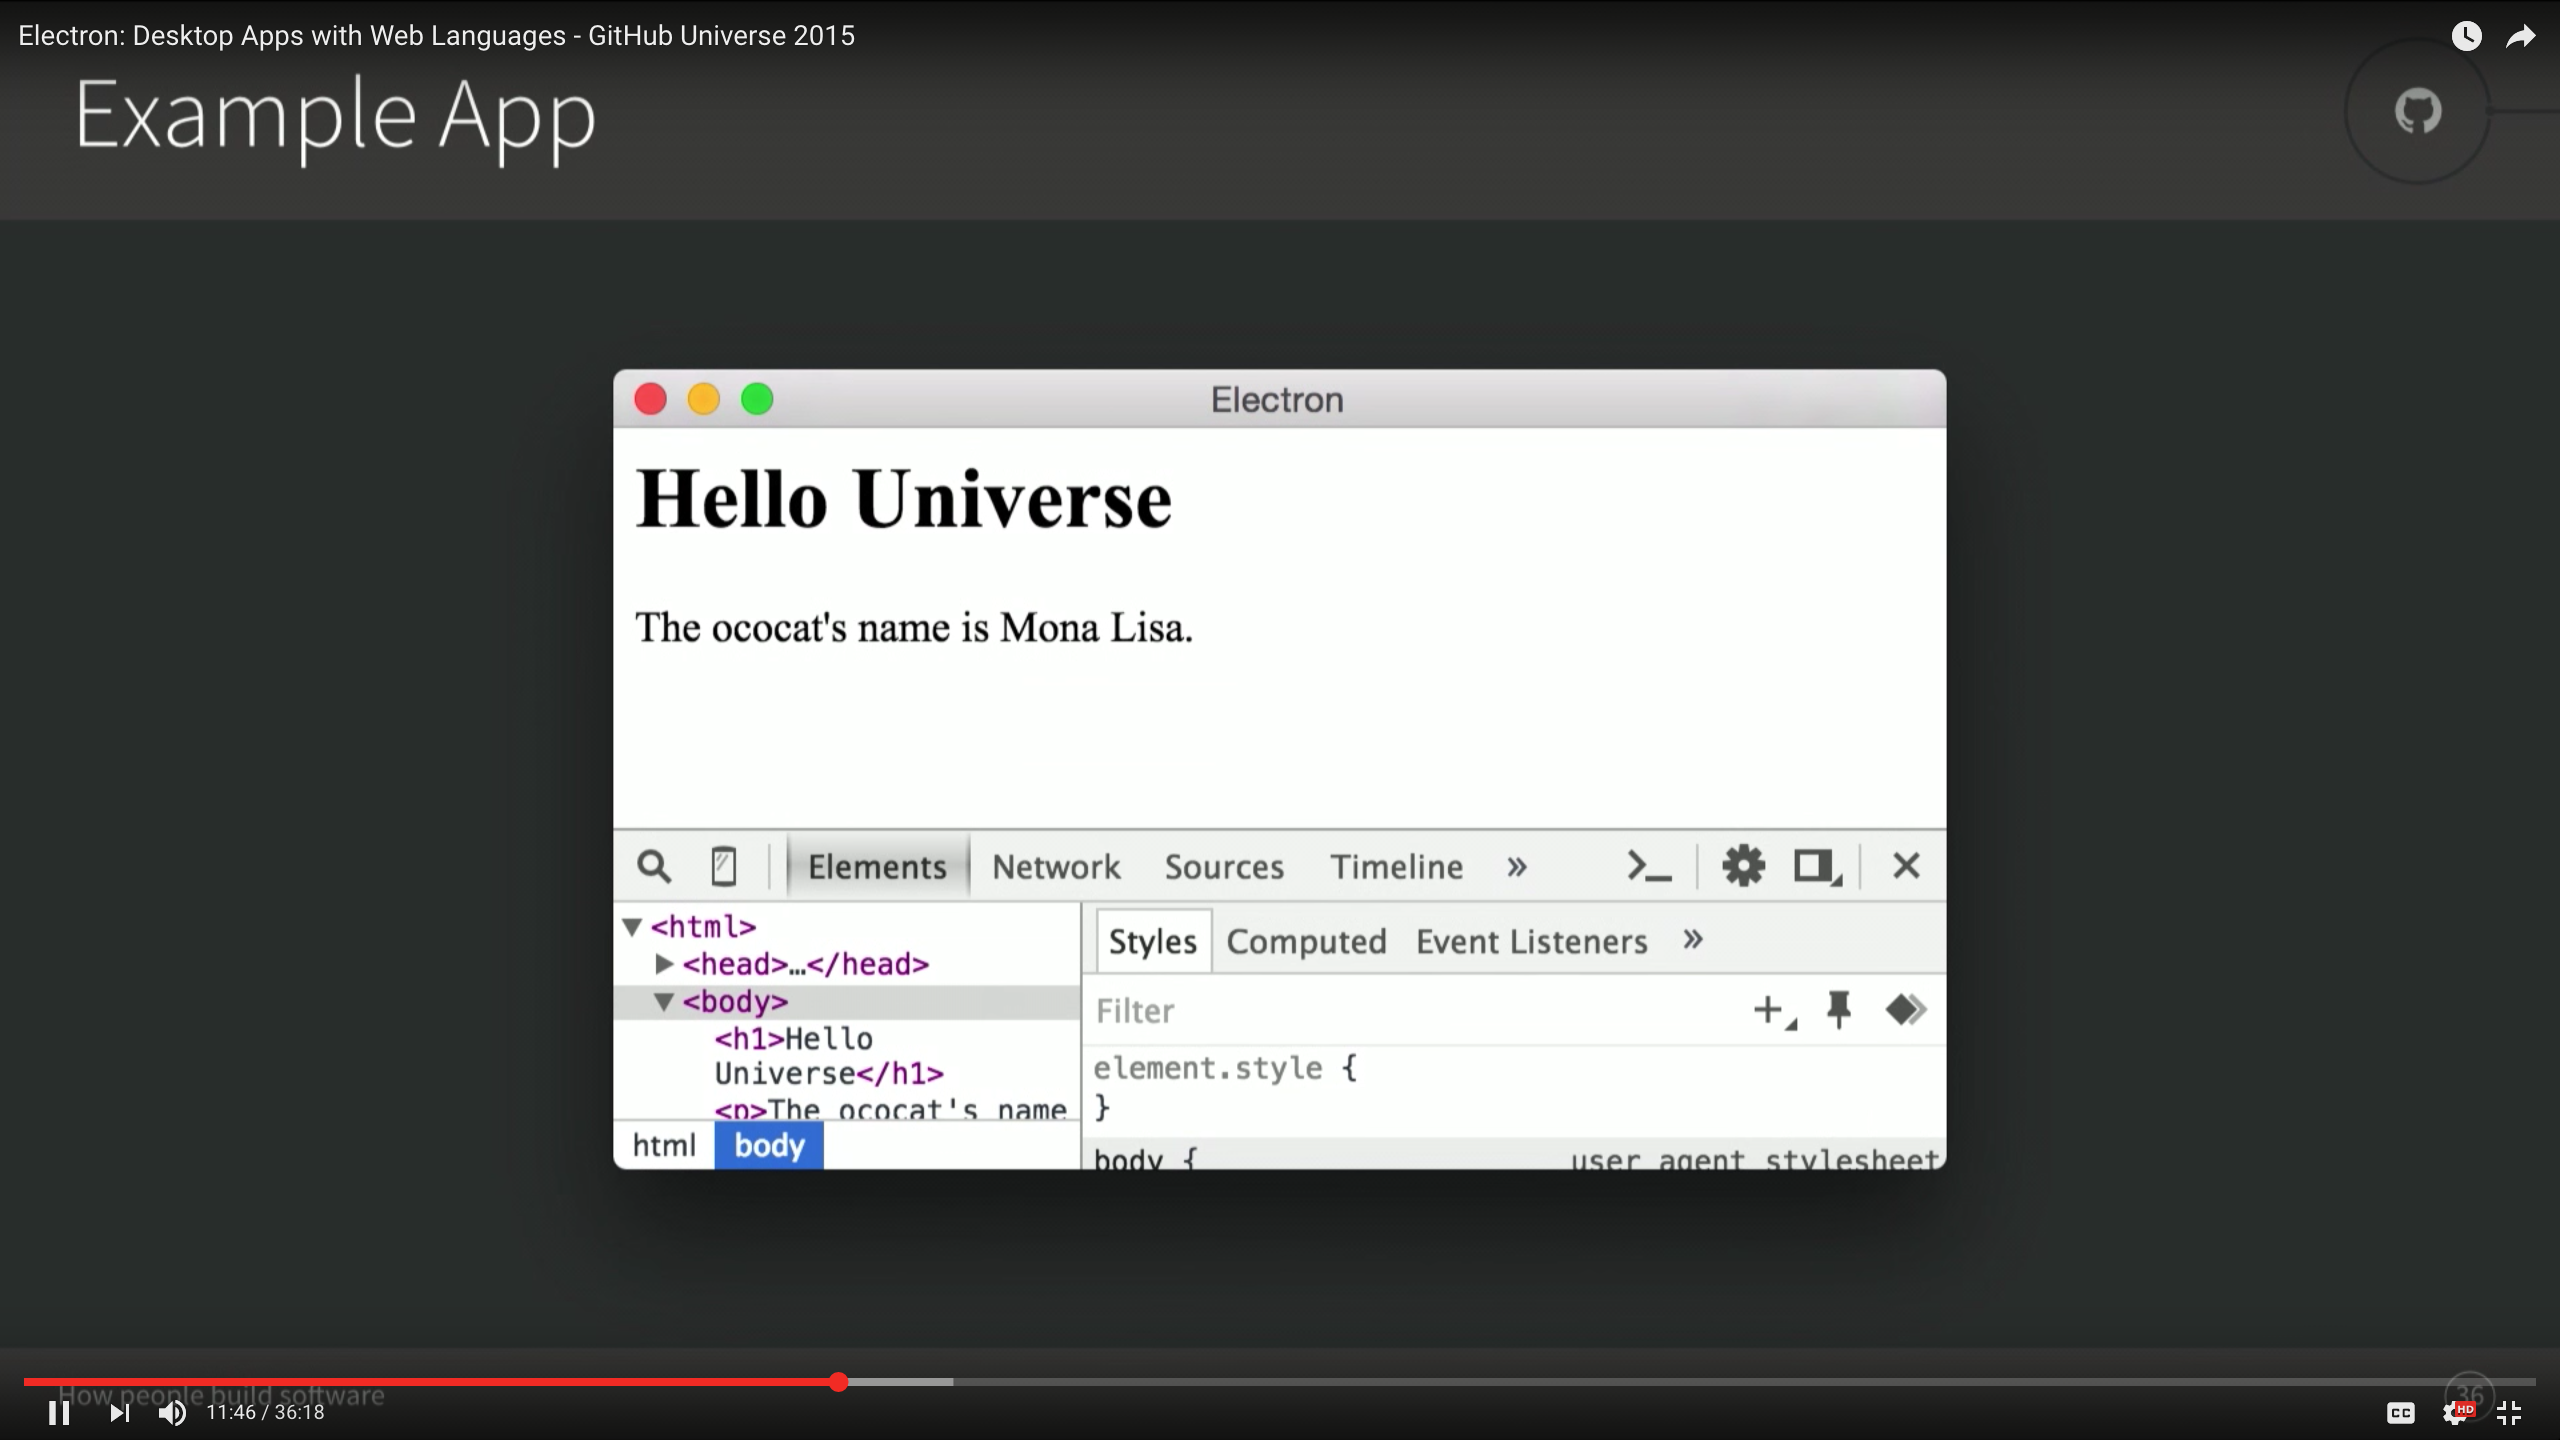 Electron: Desktop Apps with Web Languages - GitHub Universe 2015
Example App
Electron
Hello Universe
The ococat's name is Mona Lisa.
Elements Network Sources Timeline »
<html>
<head>…</head>
<body>
<h1>Hello
Universe</h1>
<p>The ococat's name
html body
Styles Computed Event Listeners »
Filter
element.style {
}
body { user agent stylesheet
How people build software
36
11:46 / 36:18
CC
HD